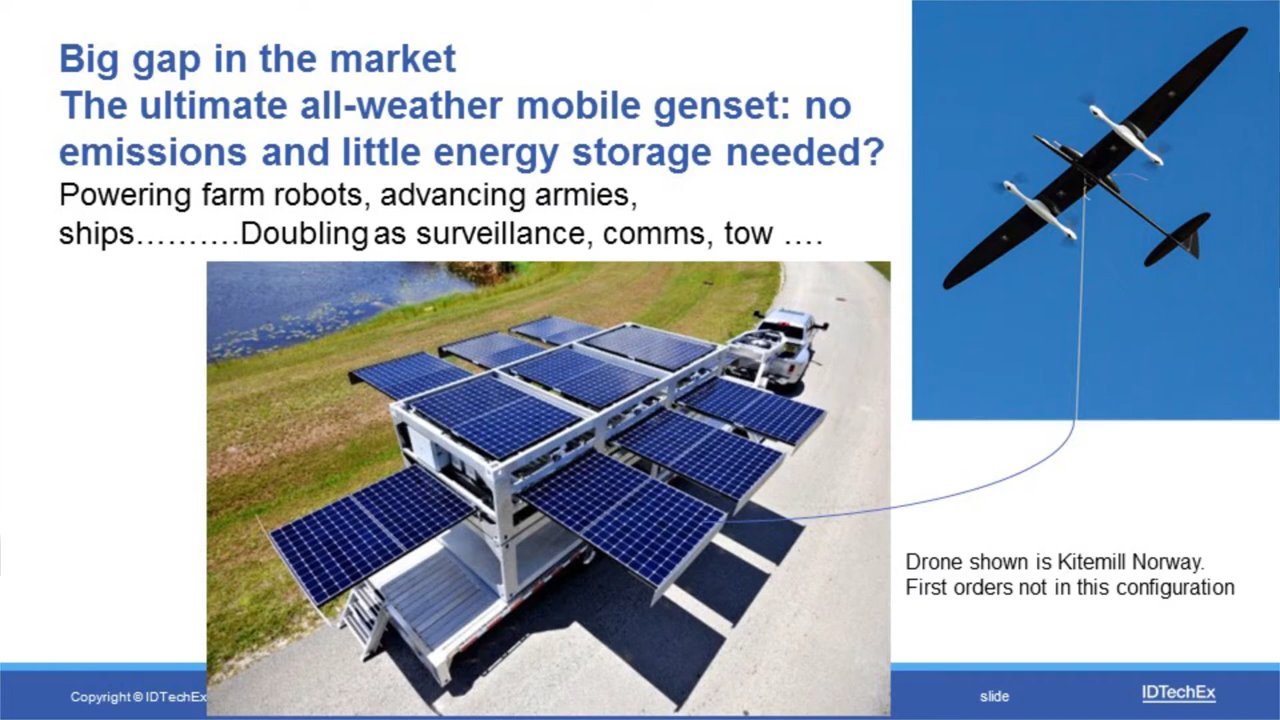 Big gap in the market
The ultimate all-weather mobile genset: no
emissions and little energy storage needed?
Powering farm robots, advancing armies,
ships……….Doubling as surveillance, comms, tow ….
Drone shown is Kitemill Norway.
First orders not in this configuration
Copyright © IDTechEx
slide
IDTechEx